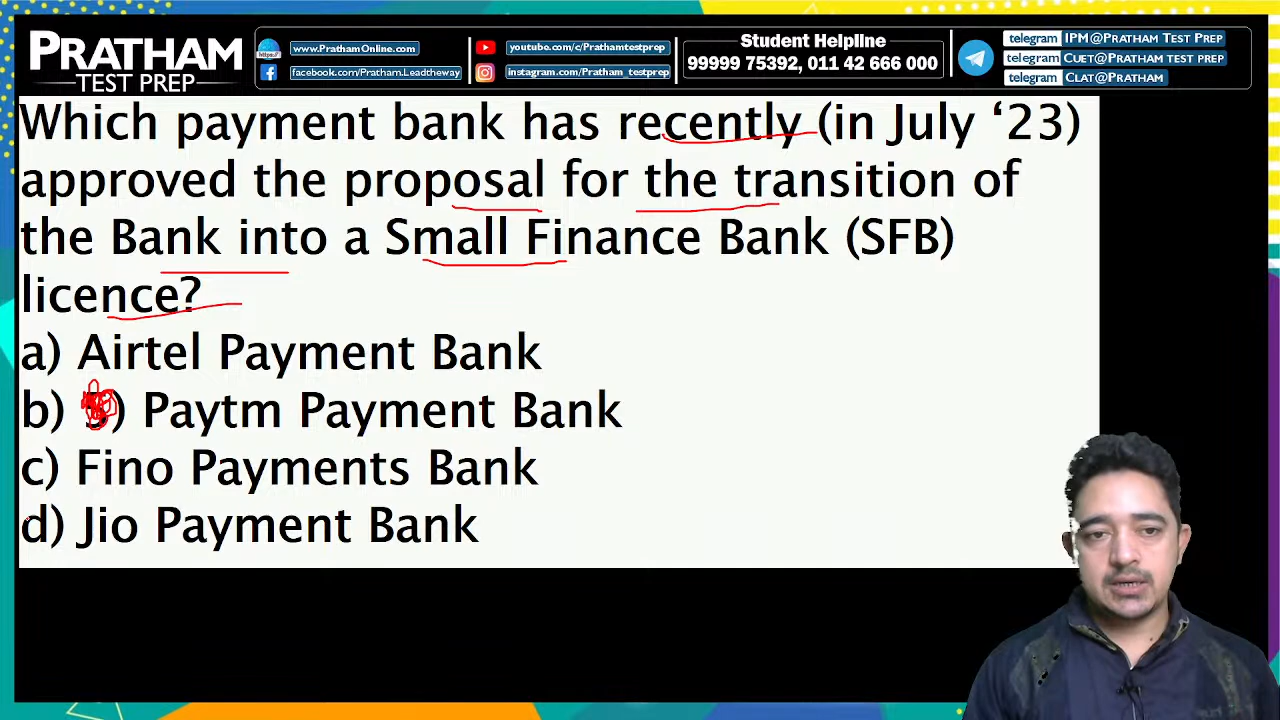 PRATHAM
TEST PREP
https://
www.PrathamOnline.com
facebook.com/Pratham.Leadtheway
youtube.com/c/Prathamtestprep
instagram.com/Pratham_testprep
Student Helpline
99999 75392, 011 42 666 000
telegram IPM@PRATHAM TEST PREP
telegram CUET@PRATHAM TEST PREP
telegram CLAT@PRATHAM
Which payment bank has recently (in July ‘23)
approved the proposal for the transition of
the Bank into a Small Finance Bank (SFB)
licence?
a) Airtel Payment Bank
b) ) Paytm Payment Bank
c) Fino Payments Bank
d) Jio Payment Bank